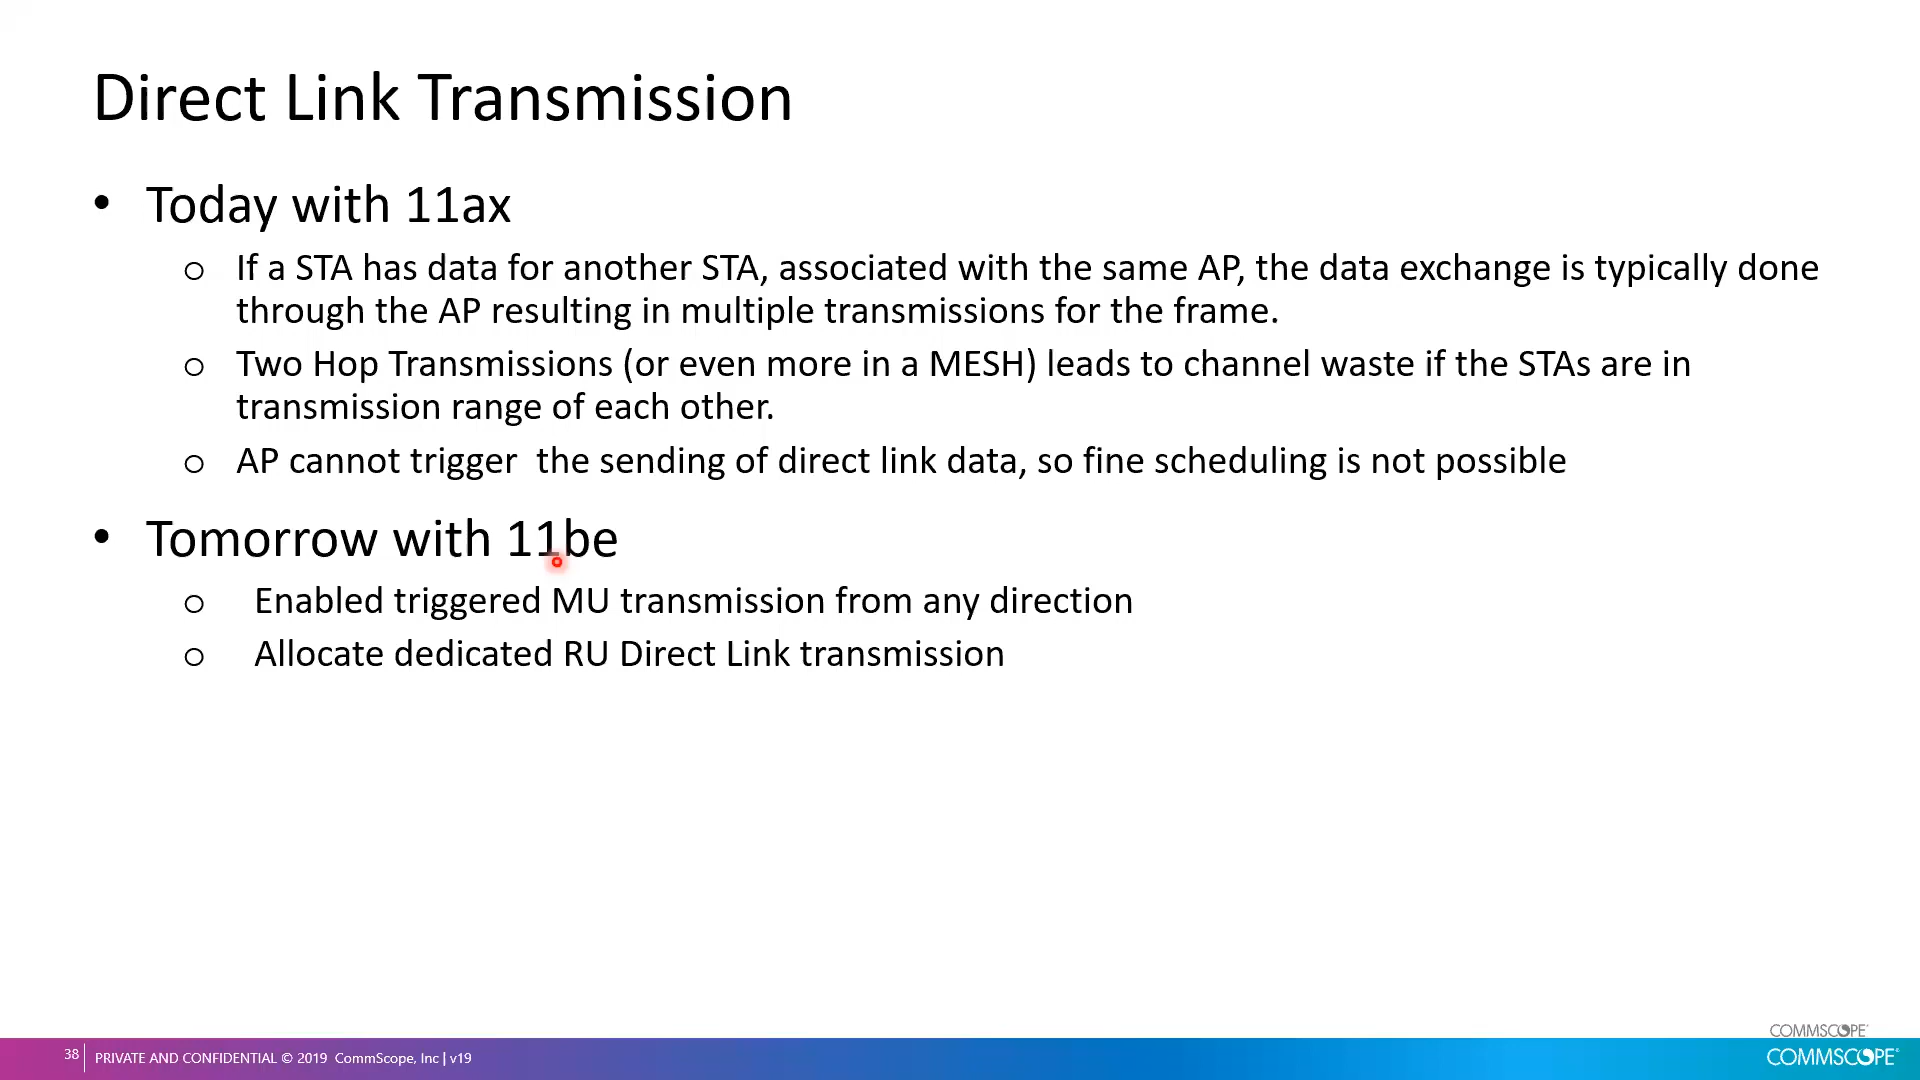 Direct Link Transmission
• Today with 11ax
o If a STA has data for another STA, associated with the same AP, the data exchange is typically done
through the AP resulting in multiple transmissions for the frame.
o Two Hop Transmissions (or even more in a MESH) leads to channel waste if the STAs are in
transmission range of each other.
o AP cannot trigger  the sending of direct link data, so fine scheduling is not possible
• Tomorrow with 11be
o Enabled triggered MU transmission from any direction
o Allocate dedicated RU Direct Link transmission
COMMSCOPE
38 PRIVATE AND CONFIDENTIAL © 2019 CommScope, Inc | v19
COMMSCOPE®